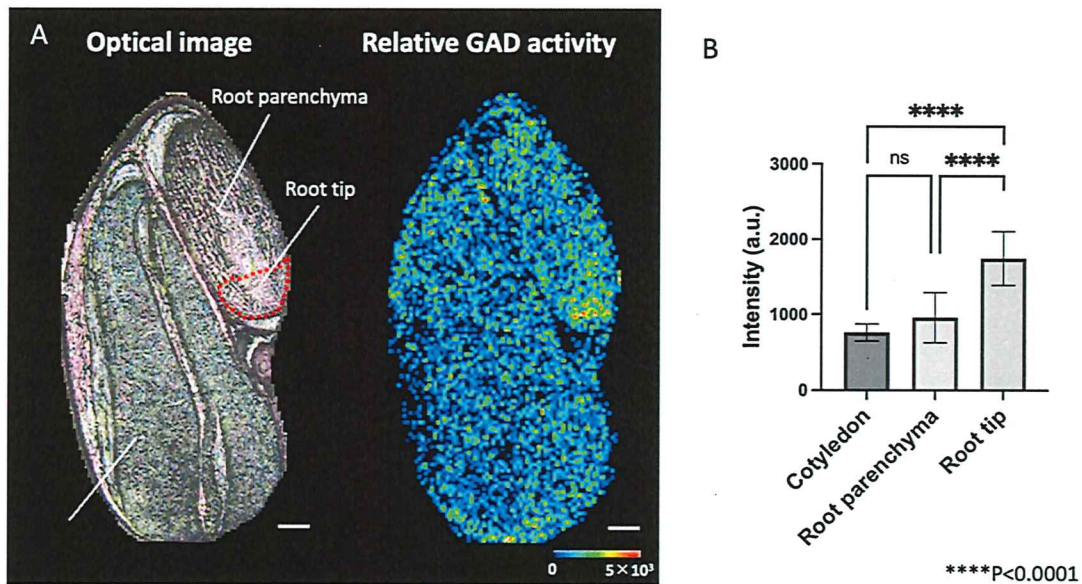 A
Optical image
Relative GAD activity
Root parenchyma
Root tip
0
5×10³
B
****
ns
****
3000
2000
1000
0
Intensity (a.u.)
Cotyledon
Root parenchyma
Root tip
****P<0.0001